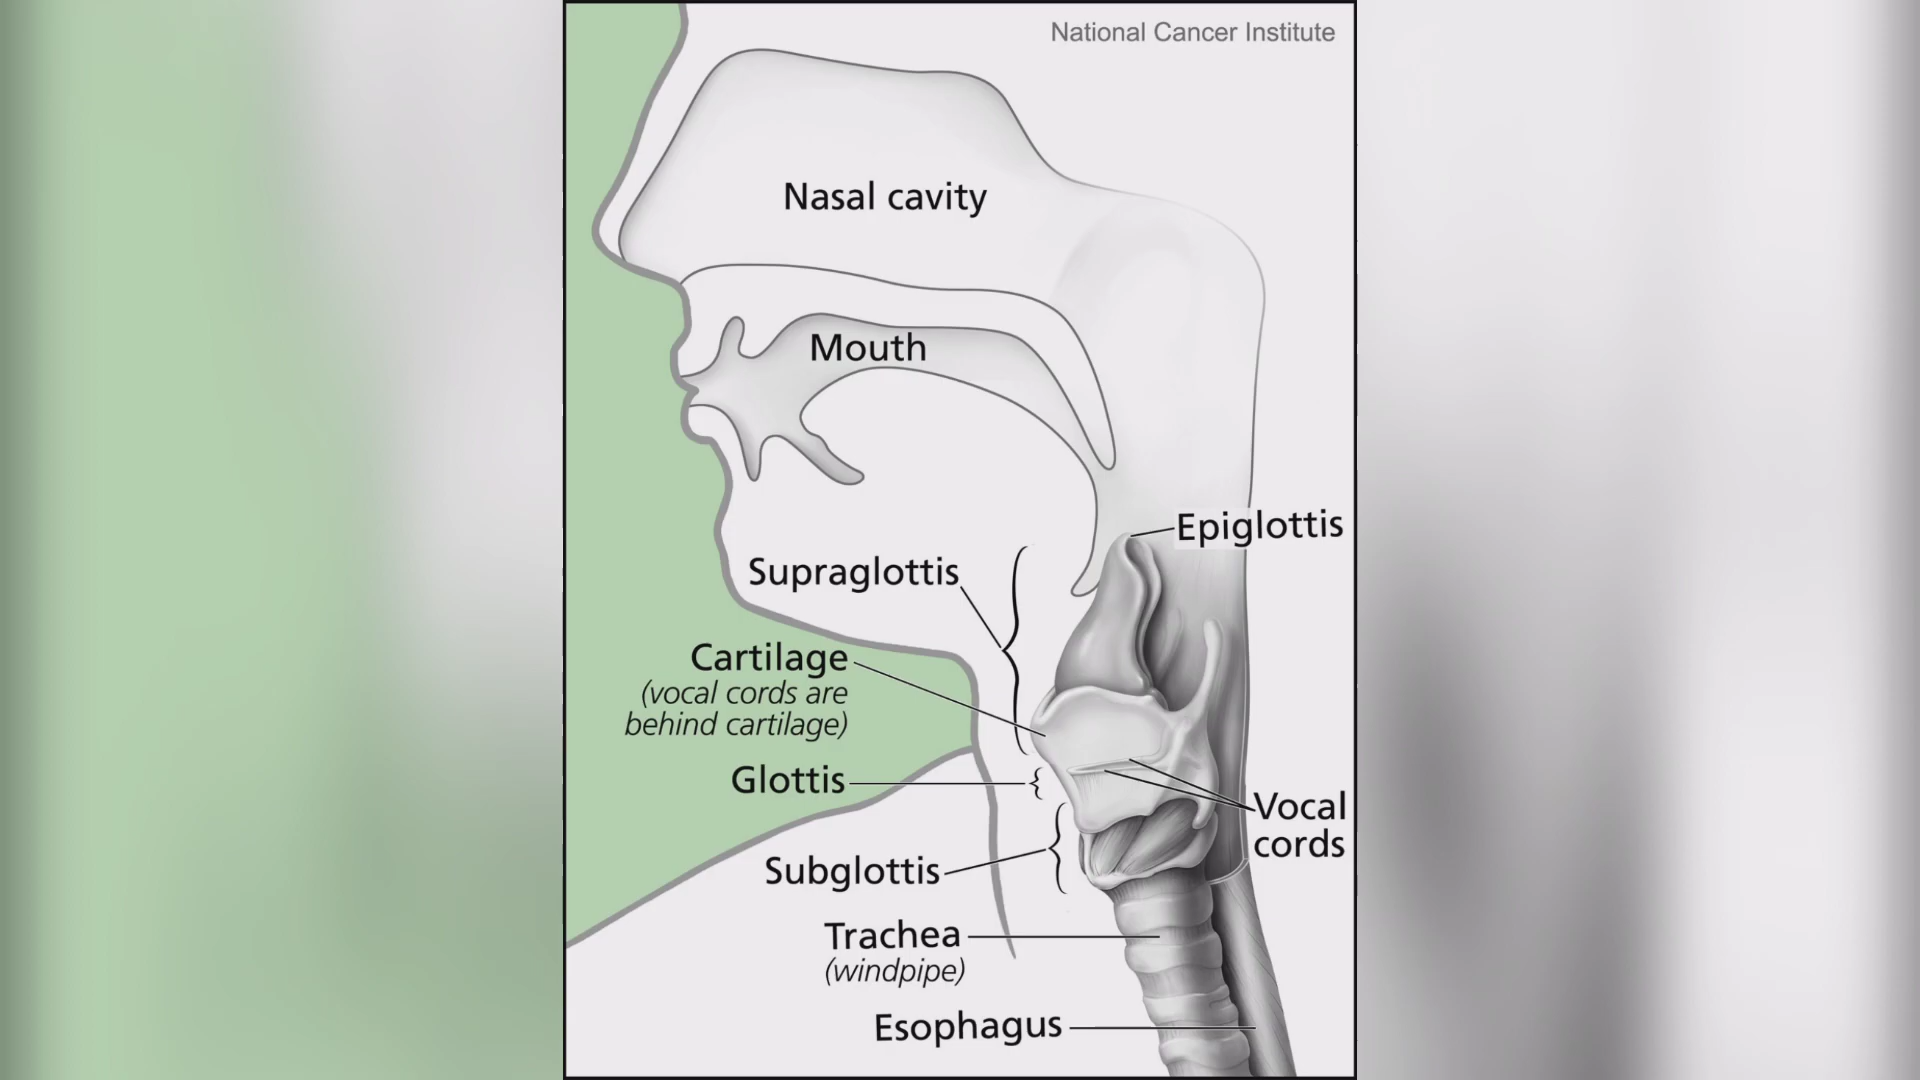 National Cancer Institute
Nasal cavity
Mouth
Epiglottis
Supraglottis
Cartilage
(vocal cords are
behind cartilage)
Glottis
Vocal
cords
Subglottis
Trachea
(windpipe)
Esophagus